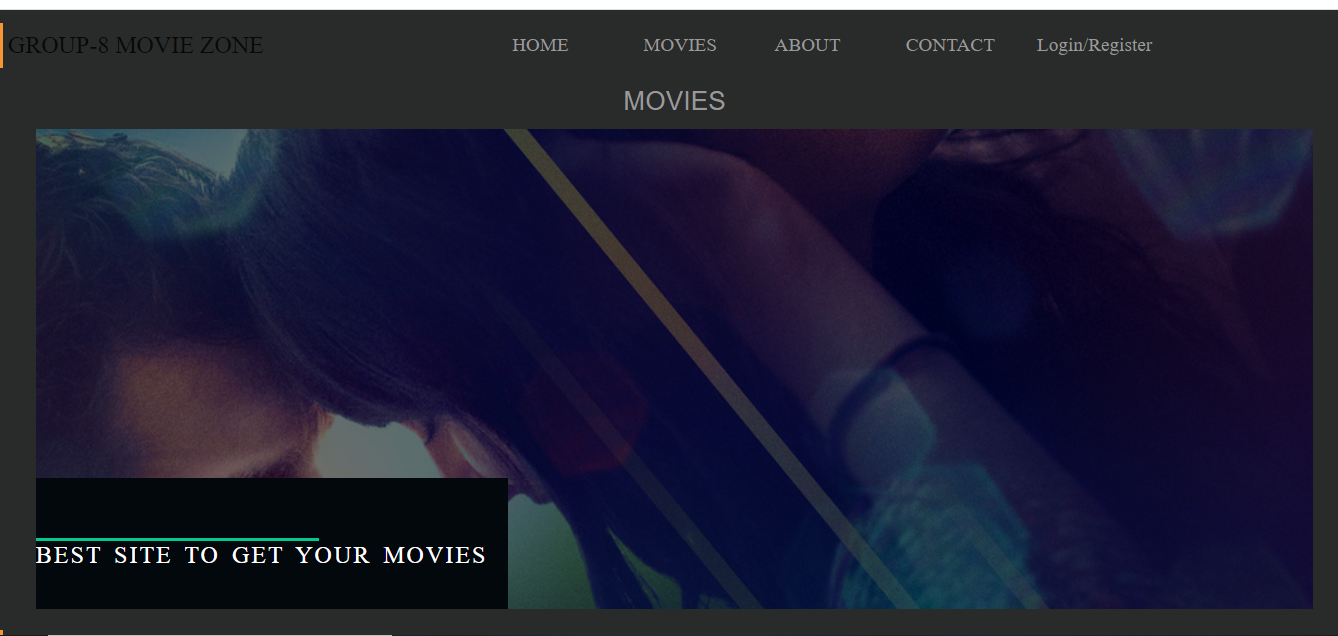 GROUP-8 MOVIE ZONE HOME MOVIES ABOUT CONTACT Login/Register
MOVIES
BEST SITE TO GET YOUR MOVIES